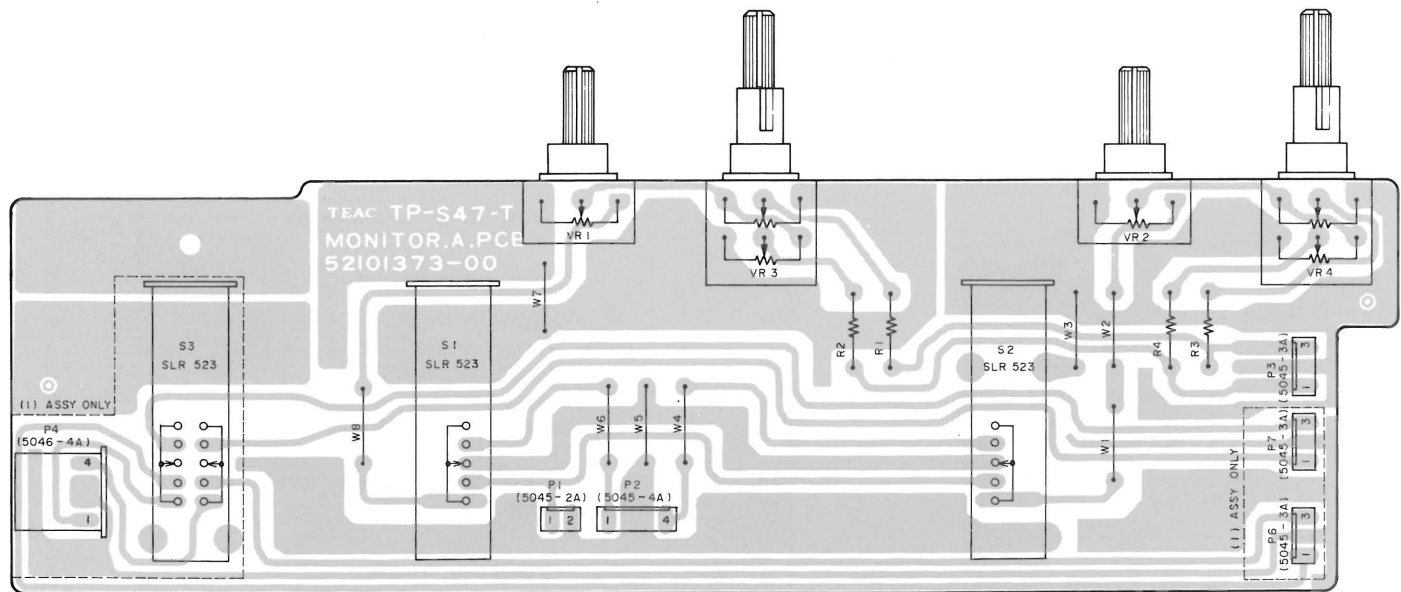 TEAC TP-S47-T
MONITOR.A.PCB
52101373-00
VR1
VR3
VR2
VR4
W7
R2
R1
W3
W2
R4
R3
S3
SLR 523
S1
SLR 523
S2
SLR 523
P3
(5045-3A)
3
1
(1) ASSY ONLY
P4
(5046-4A)
4
1
W8
W6
W5
W4
W1
P7
(5045-3A)
3
1
P1
(5045-2A)
1 2
P2
(5045-4A)
1 4
(1) ASSY ONLY
P6
(5045-3A)
3
1